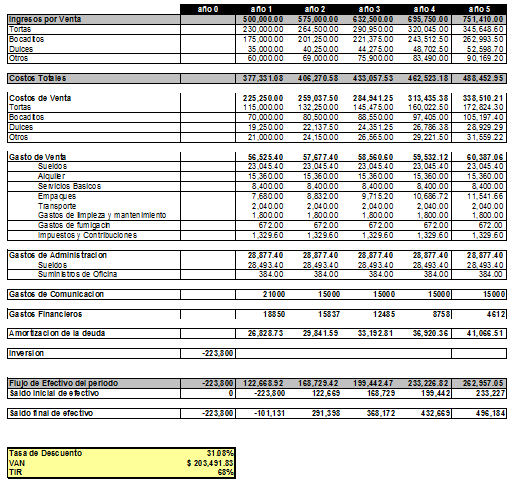 año 0 año 1 año 2 año 3 año 4 año 5
Ingresos por Venta 500,000.00 575,000.00 632,500.00 695,750.00 751,410.00
Tortas 230,000.00 264,500.00 290,950.00 320,045.00 345,648.60
Bocaditos 175,000.00 201,250.00 221,375.00 243,512.50 262,993.50
Dulces 35,000.00 40,250.00 44,275.00 48,702.50 52,598.70
Otros 60,000.00 69,000.00 75,900.00 83,490.00 90,169.20
Costos Totales 377,331.08 406,270.58 433,057.53 462,523.18 488,452.95
Costos de Venta 225,250.00 259,037.50 284,941.25 313,435.38 338,510.21
Tortas 115,000.00 132,250.00 145,475.00 160,022.50 172,824.30
Bocaditos 70,000.00 80,500.00 88,550.00 97,405.00 105,197.40
Dulces 19,250.00 22,137.50 24,351.25 26,786.38 28,929.29
Otros 21,000.00 24,150.00 26,565.00 29,221.50 31,559.22
Gasto de Venta 56,525.40 57,677.40 58,560.60 59,532.12 60,387.06
Sueldos 23,045.40 23,045.40 23,045.40 23,045.40 23,045.40
Alquiler 15,360.00 15,360.00 15,360.00 15,360.00 15,360.00
Servicios Basicos 8,400.00 8,400.00 8,400.00 8,400.00 8,400.00
Empaques 7,680.00 8,832.00 9,715.20 10,686.72 11,541.66
Transporte 2,040.00 2,040.00 2,040.00 2,040.00 2,040.00
Gastos de limpieza y mantenimiento 1,800.00 1,800.00 1,800.00 1,800.00 1,800.00
Gastos de fumigacin 672.00 672.00 672.00 672.00 672.00
Impuestos y Contribuciones 1,329.60 1,329.60 1,329.60 1,329.60 1,329.60
Gastos de Administracion 28,877.40 28,877.40 28,877.40 28,877.40 28,877.40
Sueldos 28,493.40 28,493.40 28,493.40 28,493.40 28,493.40
Suministros de Oficina 384.00 384.00 384.00 384.00 384.00
Gastos de Comunicacion 21000 15000 15000 15000 15000
Gastos Financieros 18850 15837 12485 8758 4612
Amortizacion de la deuda 26,828.73 29,841.59 33,192.81 36,920.36 41,066.51
Inversion -223,800
Flujo de Efectivo del periodo -223,800 122,668.92 168,729.42 199,442.47 233,226.82 262,957.05
Saldo inicial de efectivo 0 -223,800 122,669 168,729 199,442 233,227
Saldo final de efectivo -223,800 -101,131 291,398 368,172 432,669 496,184
Tasa de Descuento 31.08%
VAN $ 203,491.83
TIR 68%